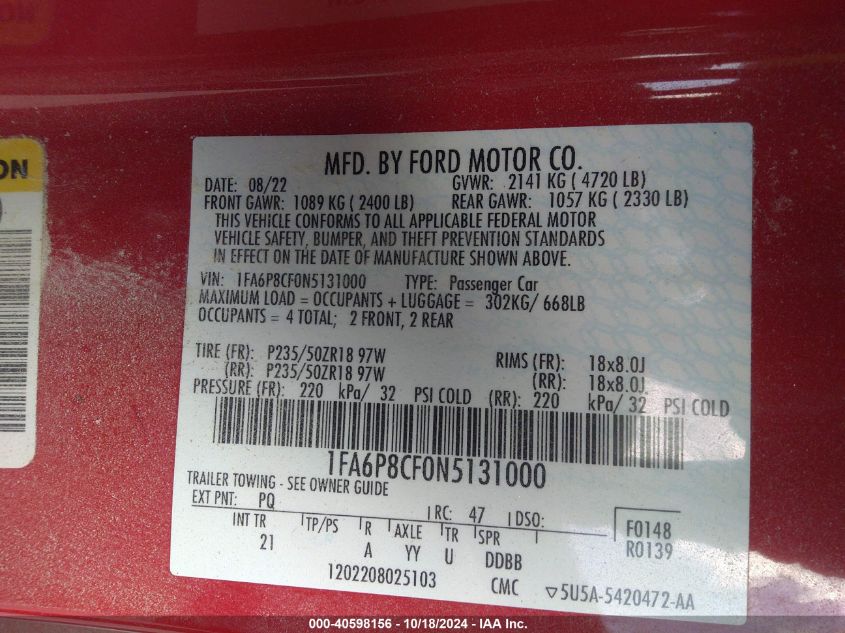 ON
MFD. BY FORD MOTOR CO.
DATE: 08/22 GVWR: 2141 KG ( 4720 LB)
FRONT GAWR: 1089 KG ( 2400 LB) REAR GAWR: 1057 KG ( 2330 LB)
THIS VEHICLE CONFORMS TO ALL APPLICABLE FEDERAL MOTOR
VEHICLE SAFETY, BUMPER, AND THEFT PREVENTION STANDARDS
IN EFFECT ON THE DATE OF MANUFACTURE SHOWN ABOVE.
VIN: 1FA6P8CF0N5131000 TYPE: Passenger Car
MAXIMUM LOAD = OCCUPANTS + LUGGAGE = 302KG/ 668LB
OCCUPANTS = 4 TOTAL; 2 FRONT, 2 REAR
TIRE (FR): P235/50ZR18 97W RIMS (FR): 18x8.0J
(RR): P235/50ZR18 97W (RR): 18x8.0J
PRESSURE (FR): 220 kPa/ 32 PSI COLD (RR): 220 kPa/ 32 PSI COLD
1FA6P8CF0N5131000
TRAILER TOWING - SEE OWNER GUIDE
EXT PNT: PQ RC: 47 DSO: F0148
INT TR TP/PS R AXLE TR SPR R0139
21 A YY U DDBB
1202208025103 CMC ▽5U5A-5420472-AA
000-40598156 - 10/18/2024 - IAA Inc.